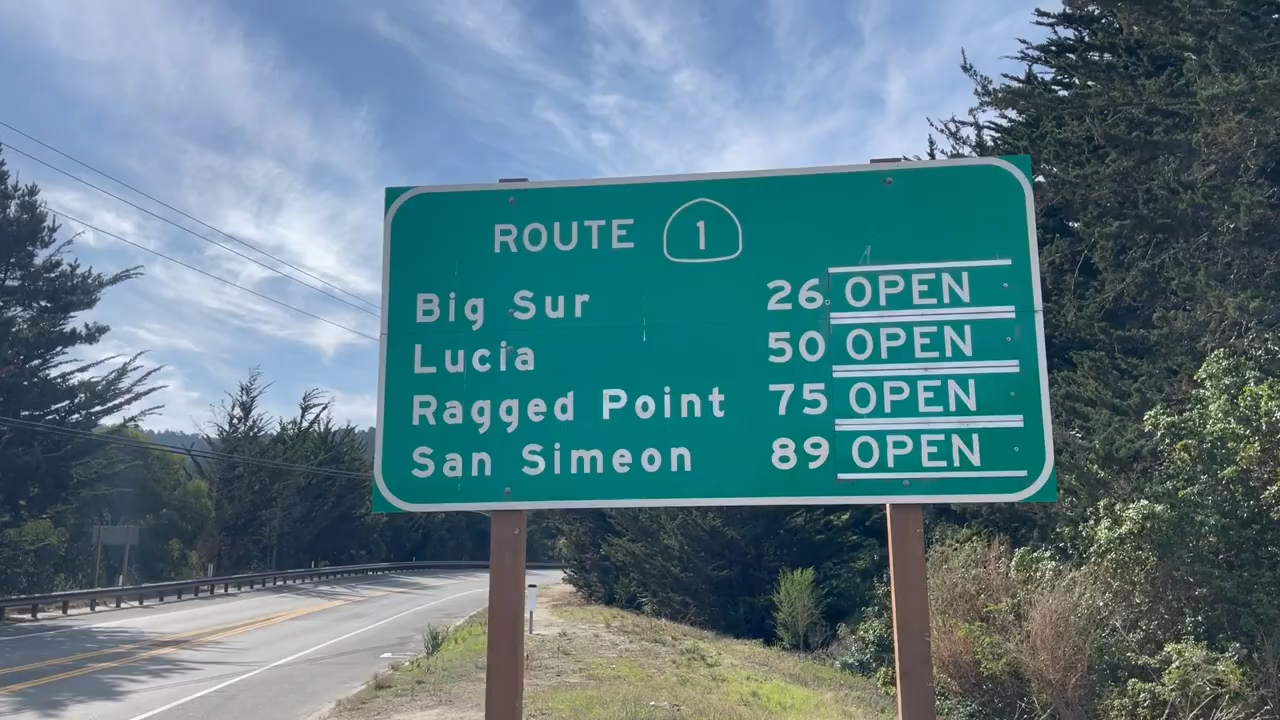 ROUTE 1
Big Sur 26 OPEN
Lucia 50 OPEN
Ragged Point 75 OPEN
San Simeon 89 OPEN